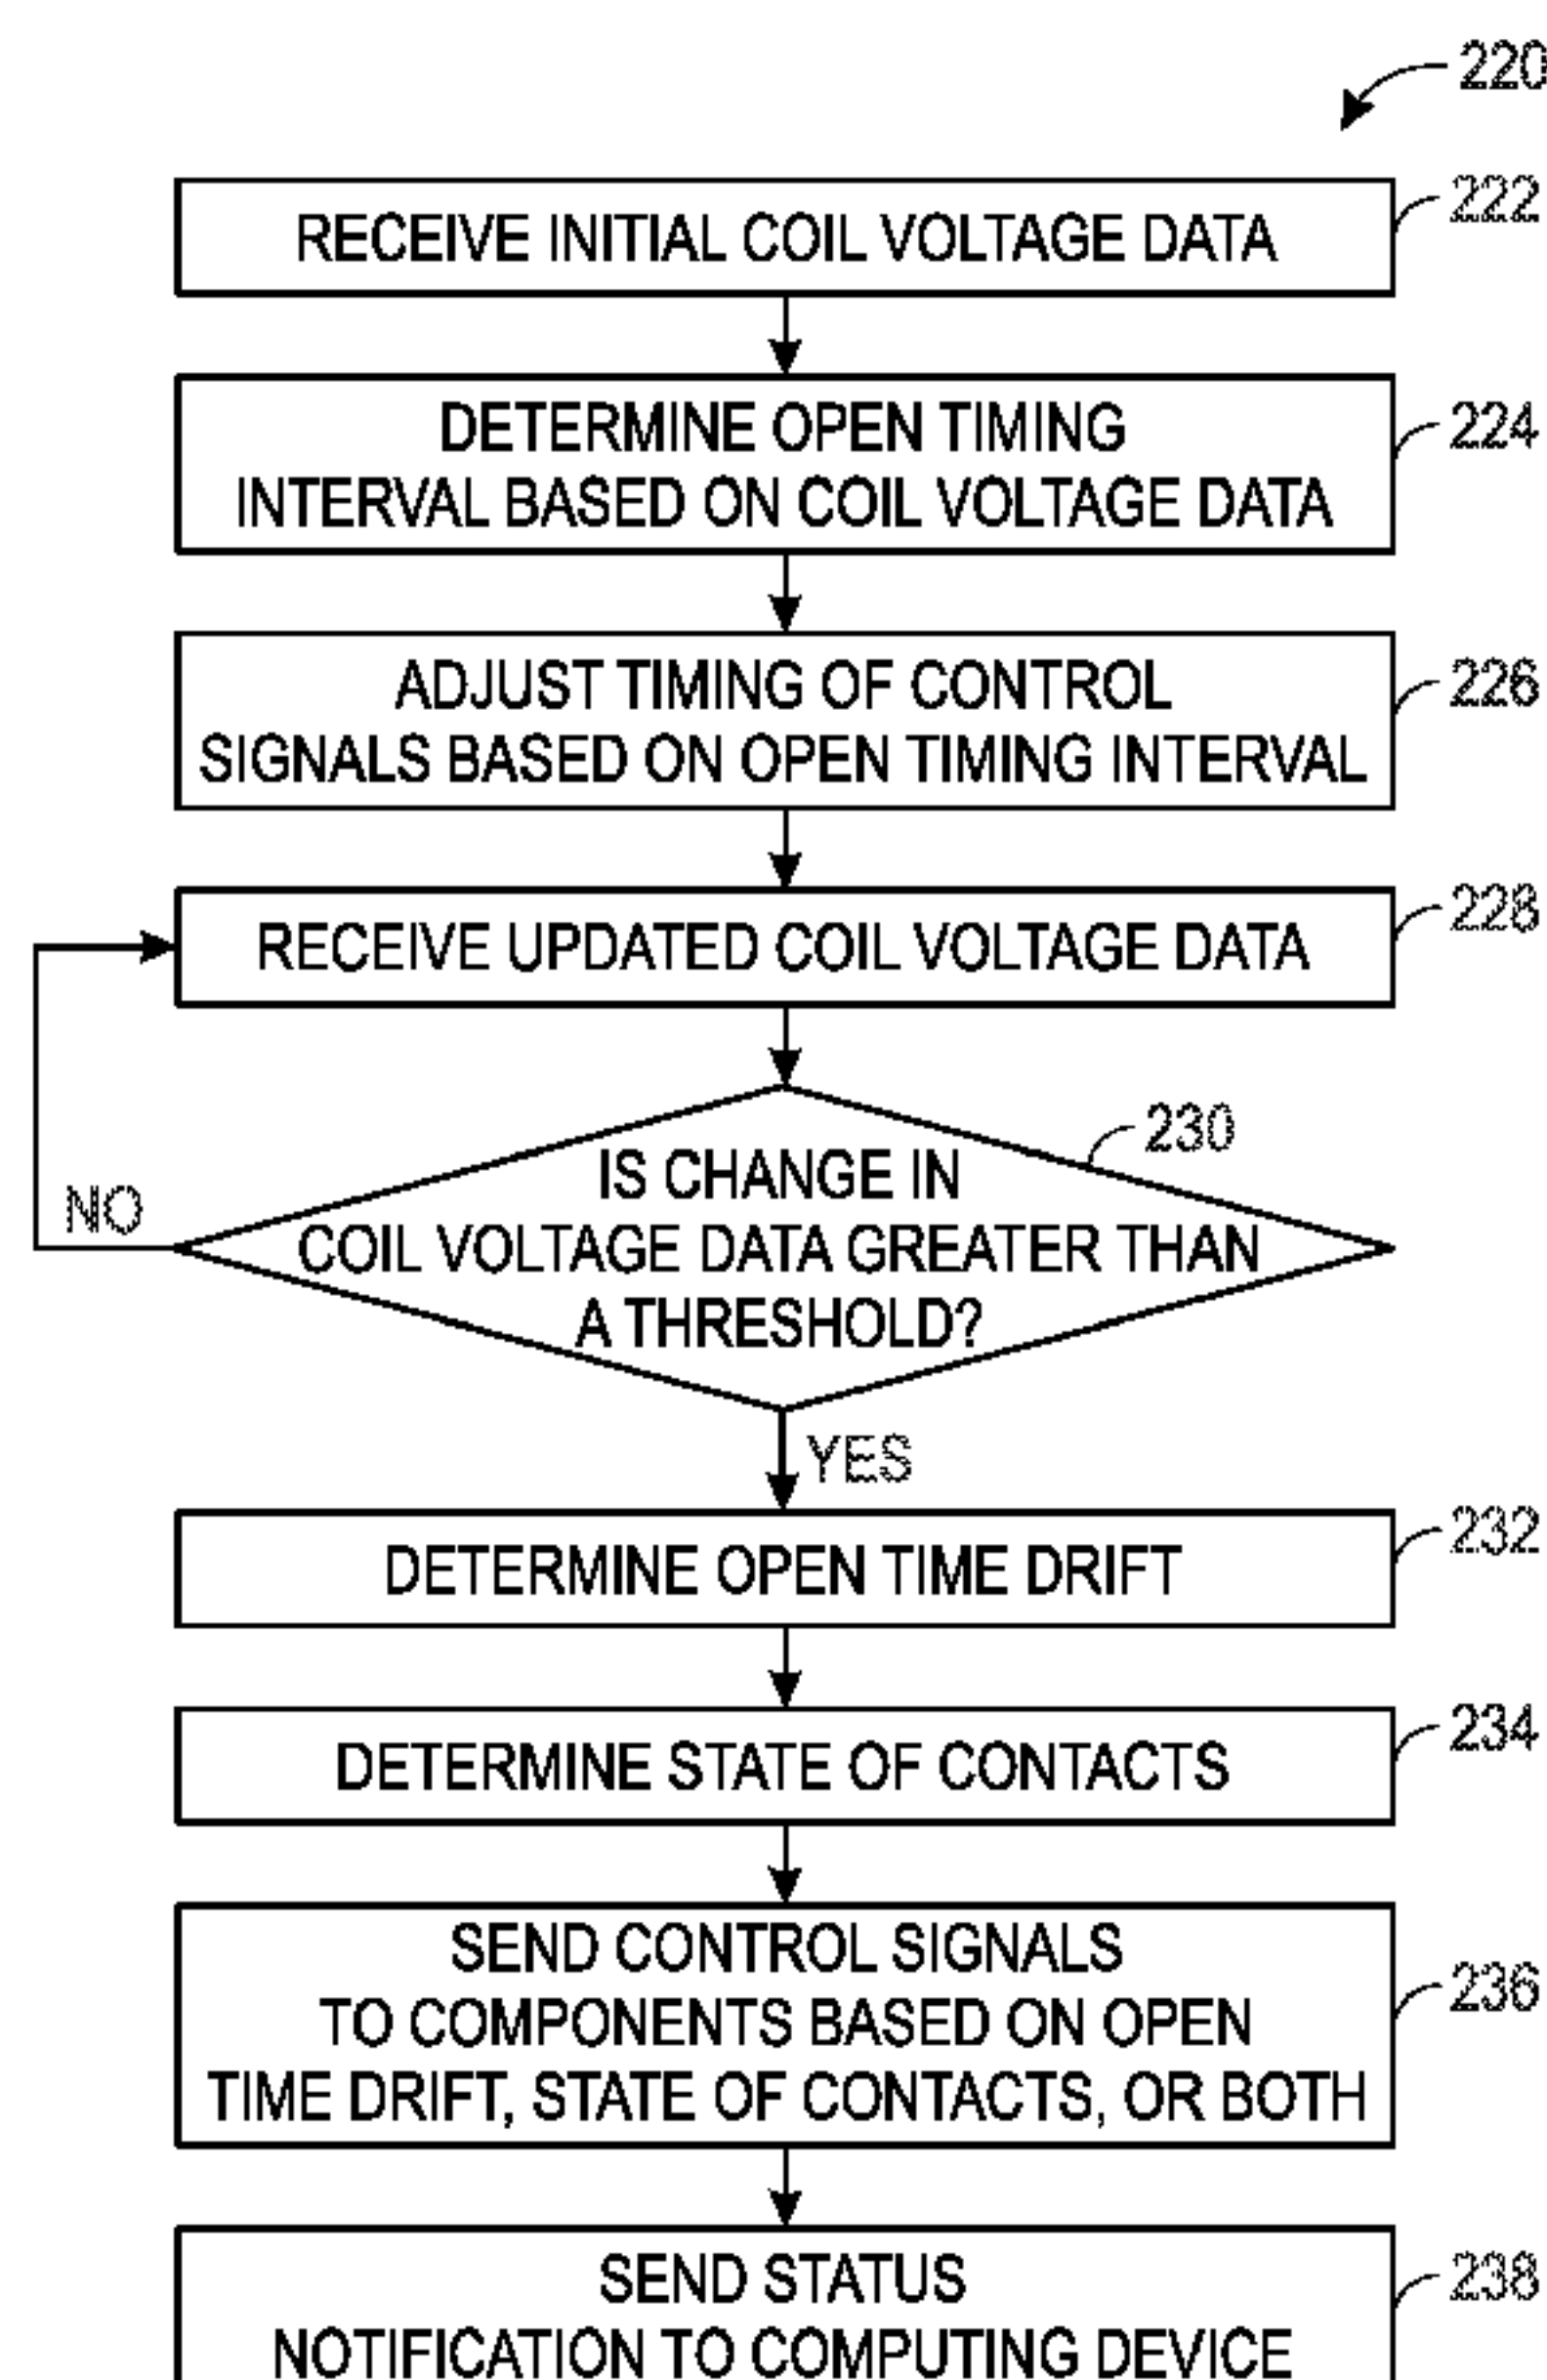 220
RECEIVE INITIAL COIL VOLTAGE DATA
222
DETERMINE OPEN TIMING
INTERVAL BASED ON COIL VOLTAGE DATA
224
ADJUST TIMING OF CONTROL
SIGNALS BASED ON OPEN TIMING INTERVAL
226
RECEIVE UPDATED COIL VOLTAGE DATA
228
230
IS CHANGE IN
COIL VOLTAGE DATA GREATER THAN
A THRESHOLD?
NO
YES
DETERMINE OPEN TIME DRIFT
232
DETERMINE STATE OF CONTACTS
234
SEND CONTROL SIGNALS
TO COMPONENTS BASED ON OPEN
TIME DRIFT, STATE OF CONTACTS, OR BOTH
236
SEND STATUS
NOTIFICATION TO COMPUTING DEVICE
238